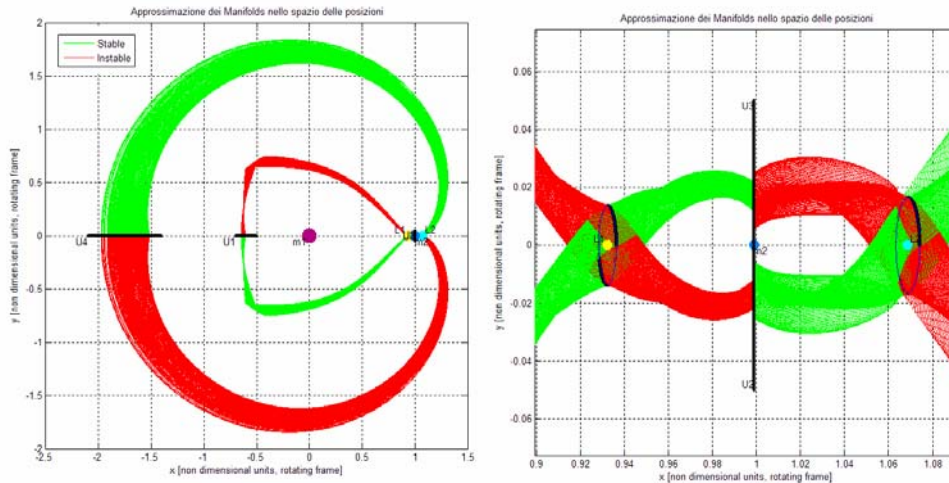 Approssimazione dei Manifolds nello spazio delle posizioni
Stable
Instable
y [non dimensional units, rotating frame]
2
1.5
1
0.5
0
-0.5
-1
-1.5
-2
U4
U1
m1
L1
L2
-2.5 -2 -1.5 -1 -0.5 0 0.5 1 1.5
x [non dimensional units, rotating frame]
Approssimazione dei Manifolds nello spazio delle posizioni
y [non dimensional units, rotating frame]
0.06
0.04
0.02
0
-0.02
-0.04
-0.06
U3
L1
m2
U2
0.9 0.92 0.94 0.96 0.98 1 1.02 1.04 1.06 1.08
x [non dimensional units, rotating frame]